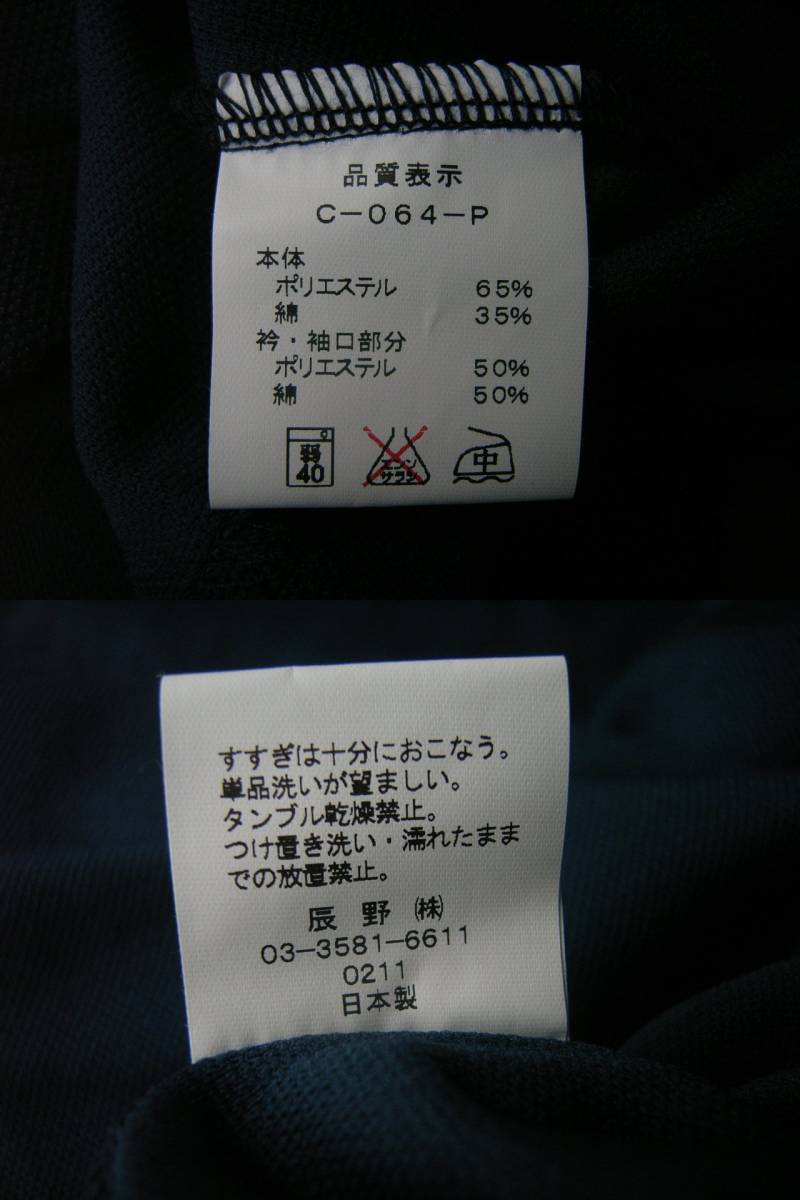 品質表示
C-064-P
本体
ポリエステル 65%
綿 35%
衿・袖口部分
ポリエステル 50%
綿 50%
弱 40
エンソ サラシ
中
すすぎは十分におこなう。
単品洗いが望ましい。
タンブル乾燥禁止。
つけ置き洗い・濡れたまま
での放置禁止。
辰野㈱
03-3581-6611
0211
日本製